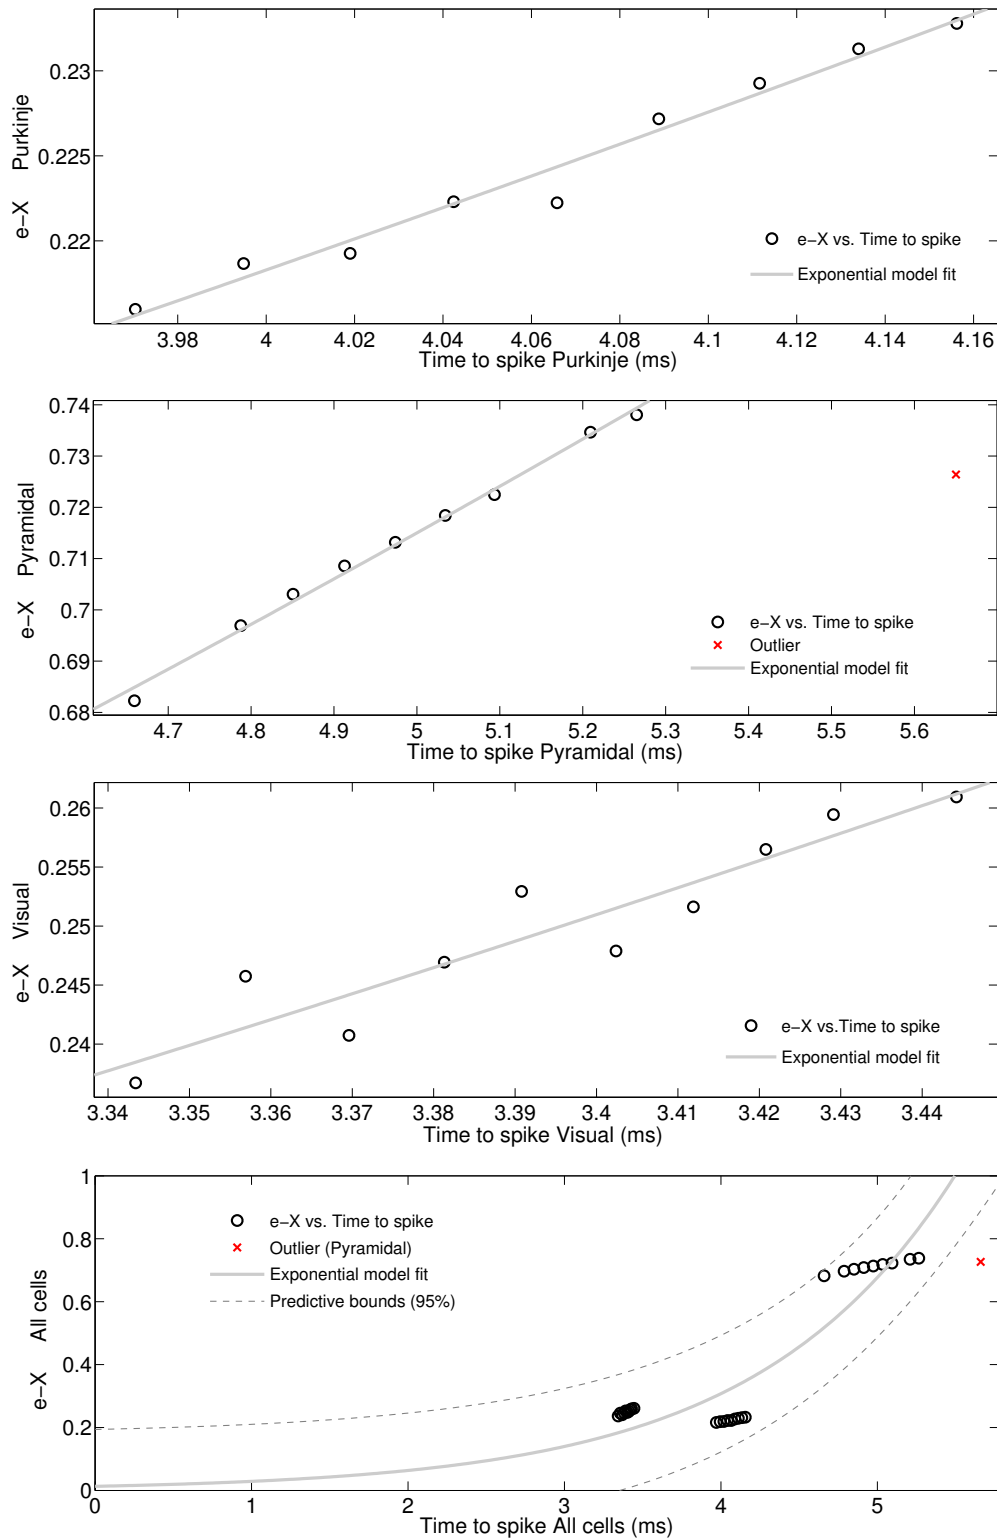 e−X Purkinje
0.23
0.225
0.22
e−X vs. Time to spike
Exponential model fit
3.98 4 4.02 4.04 4.06 4.08 4.1 4.12 4.14 4.16
Time to spike Purkinje (ms)
e−X Pyramidal
0.74
0.73
0.72
0.71
0.7
0.69
0.68
e−X vs. Time to spike
Outlier
Exponential model fit
4.7 4.8 4.9 5 5.1 5.2 5.3 5.4 5.5 5.6
Time to spike Pyramidal (ms)
e−X Visual
0.26
0.255
0.25
0.245
0.24
e−X vs.Time to spike
Exponential model fit
3.34 3.35 3.36 3.37 3.38 3.39 3.4 3.41 3.42 3.43 3.44
Time to spike Visual (ms)
e−X All cells
1
0.8
0.6
0.4
0.2
0
e−X vs. Time to spike
Outlier (Pyramidal)
Exponential model fit
Predictive bounds (95%)
0 1 2 3 4 5
Time to spike All cells (ms)